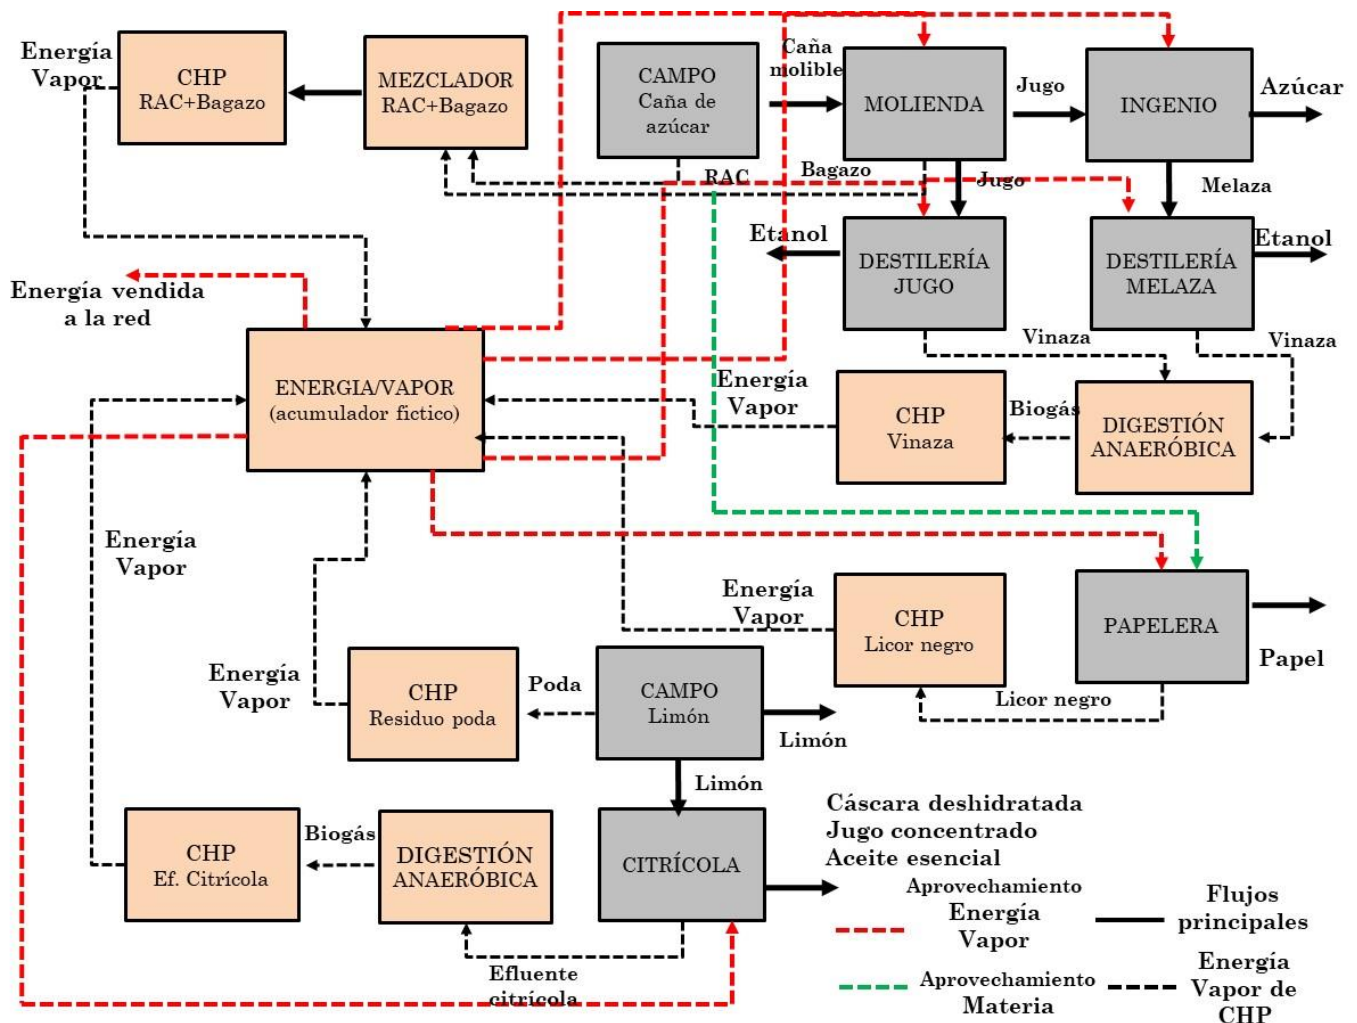 Energía
Vapor
CHP
RAC+Bagazo
MEZCLADOR
RAC+Bagazo
CAMPO
Caña de
azúcar
Caña
molible
MOLIENDA
Jugo
INGENIO
Azúcar
RAC
Bagazo
Jugo
Melaza
Etanol
DESTILERÍA
JUGO
DESTILERÍA
MELAZA
Etanol
Energía vendida
a la red
Vinaza
Vinaza
ENERGIA/VAPOR
(acumulador fictico)
Energía
Vapor
CHP
Vinaza
Biogás
DIGESTIÓN
ANAERÓBICA
Energía
Vapor
Energía
Vapor
CHP
Licor negro
PAPELERA
Papel
Licor negro
Energía
Vapor
CHP
Residuo poda
Poda
CAMPO
Limón
Limón
Limón
CHP
Ef. Citrícola
Biogás
DIGESTIÓN
ANAERÓBICA
CITRÍCOLA
Cáscara deshidratada
Jugo concentrado
Aceite esencial
Efluente
citrícola
Aprovechamiento
Energía
Vapor
Flujos
principales
Aprovechamiento
Materia
Energía
Vapor de
CHP